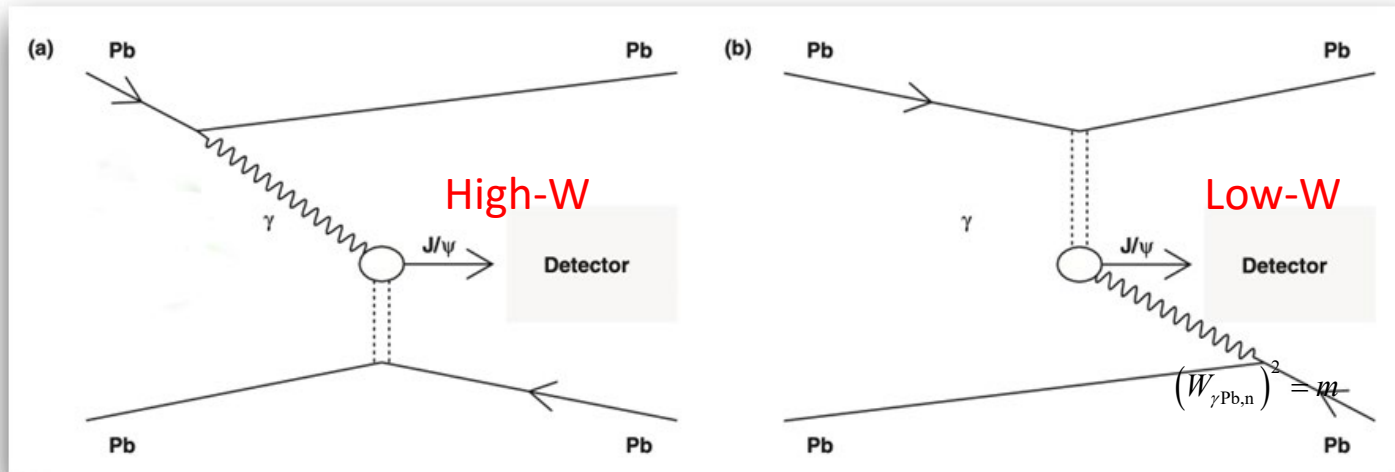 (a) Pb Pb
High-W
γ
J/ψ
Detector
Pb Pb
(b) Pb Pb
Low-W
γ
J/ψ
Detector
(W_γPb,n)² = m
Pb Pb